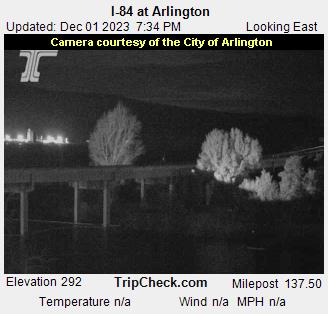 I-84 at Arlington
Updated: Dec 01 2023 7:34 PM Looking East
Camera courtesy of the City of Arlington
Elevation 292 TripCheck.com Milepost 137.50
Temperature n/a Wind n/a MPH n/a